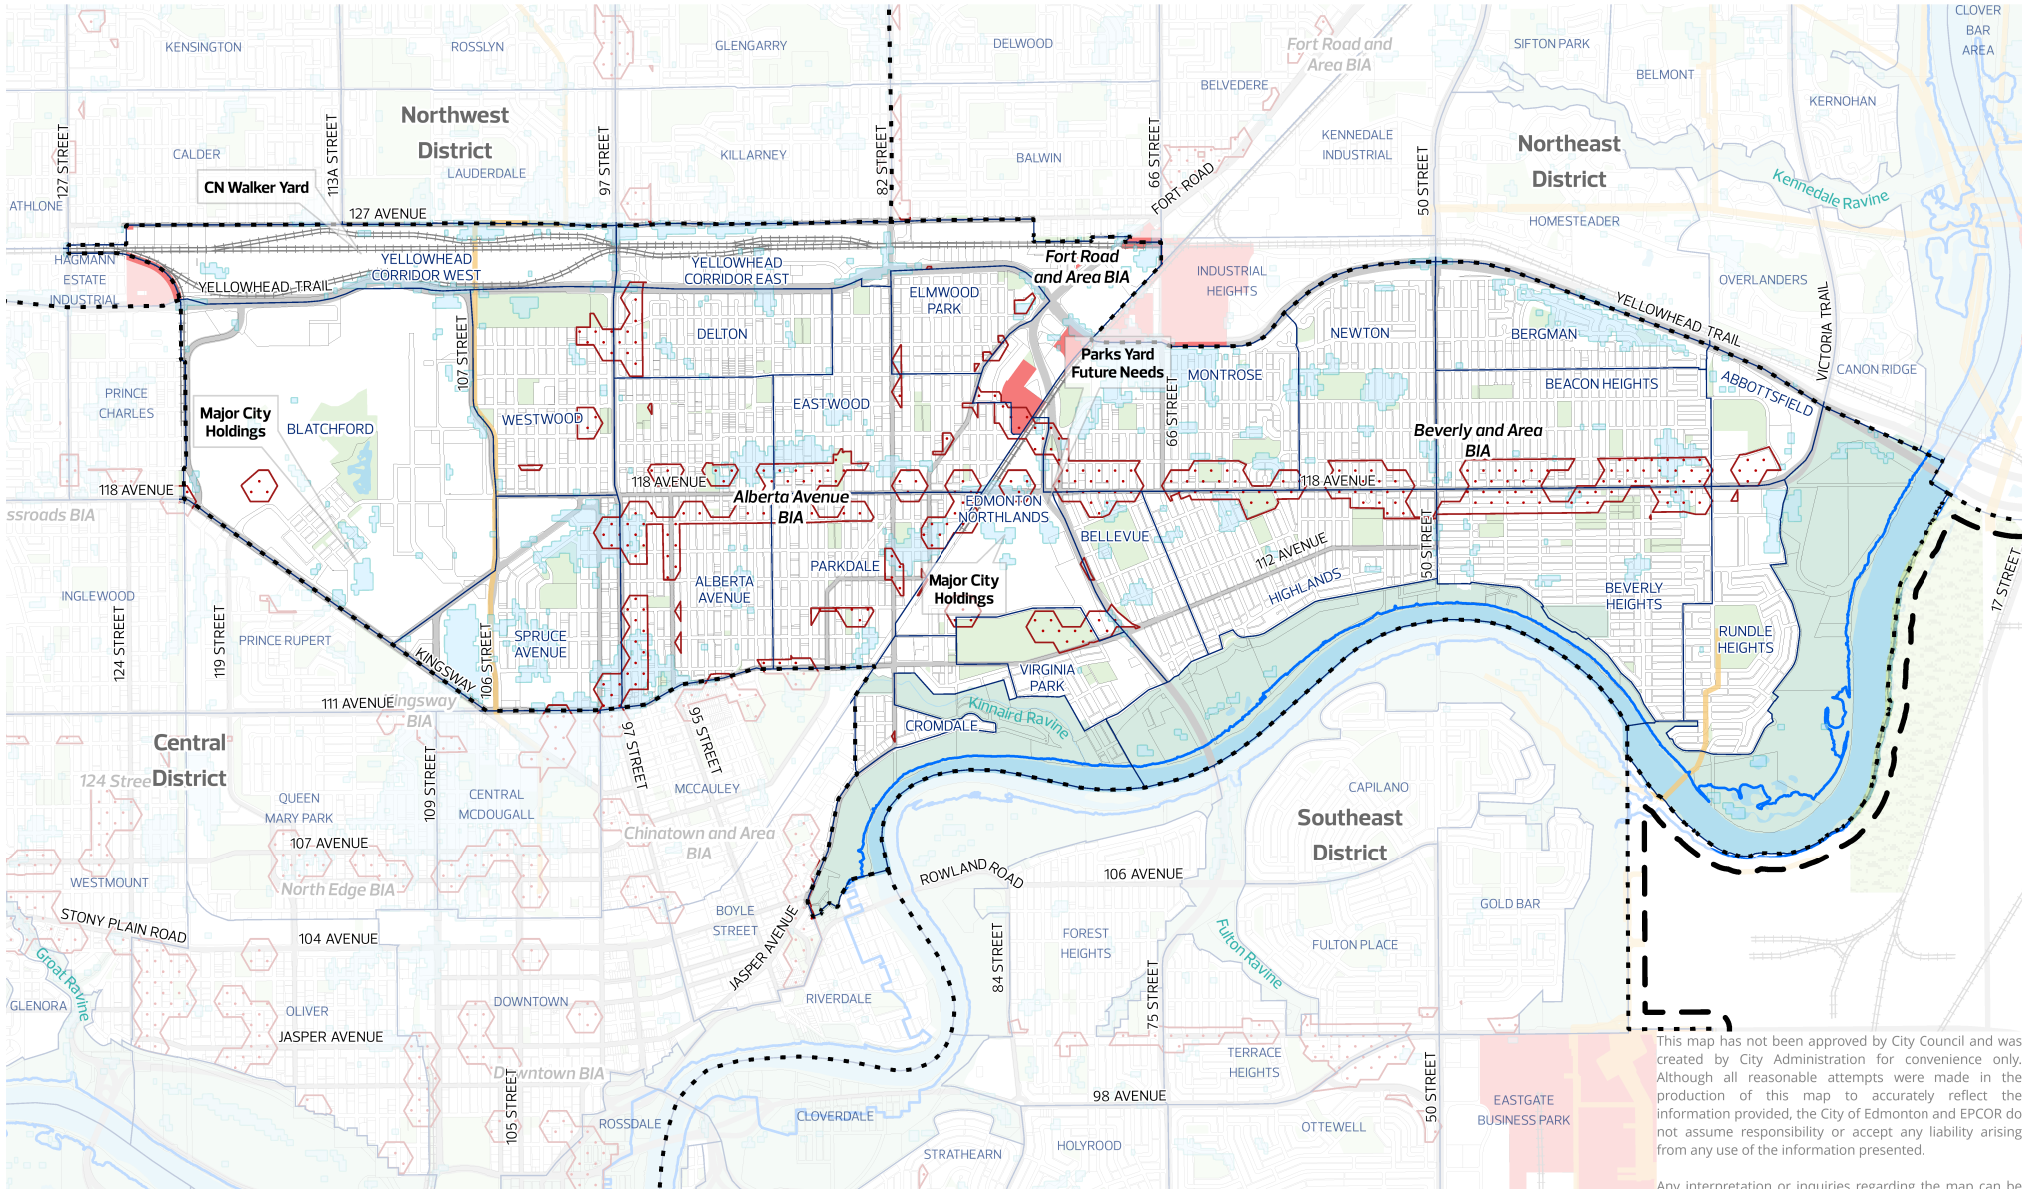 CLOVER
BAR
AREA
KENSINGTON
ROSSLYN
GLENGARRY
DELWOOD
Fort Road and
Area BIA
SIFTON PARK
BELVEDERE
BELMONT
KERNOHAN
Northwest
District
127 STREET
113A STREET
97 STREET
82 STREET
66 STREET
50 STREET
CALDER
LAUDERDALE
KILLARNEY
BALWIN
KENNEDALE
INDUSTRIAL
Northeast
District
Kennedale Ravine
CN Walker Yard
ATHLONE
127 AVENUE
FORT ROAD
HOMESTEADER
HAGMANN
ESTATE
INDUSTRIAL
YELLOWHEAD TRAIL
YELLOWHEAD
CORRIDOR WEST
YELLOWHEAD
CORRIDOR EAST
Fort Road
and Area BIA
INDUSTRIAL
HEIGHTS
OVERLANDERS
ELMWOOD
PARK
YELLOWHEAD TRAIL
VICTORIA TRAIL
107 STREET
DELTON
NEWTON
BERGMAN
Parks Yard
Future Needs
MONTROSE
BEACON HEIGHTS
ABBOTTSFIELD
CANON RIDGE
PRINCE
CHARLES
Major City
Holdings
BLATCHFORD
WESTWOOD
EASTWOOD
66 STREET
Beverly and Area
BIA
118 AVENUE
118 AVENUE
118 AVENUE
Alberta Avenue
BIA
EDMONTON
NORTHLANDS
ssroads BIA
BELLEVUE
112 AVENUE
50 STREET
17 STREET
PARKDALE
ALBERTA
AVENUE
Major City
Holdings
HIGHLANDS
BEVERLY
HEIGHTS
INGLEWOOD
124 STREET
119 STREET
PRINCE RUPERT
SPRUCE
AVENUE
RUNDLE
HEIGHTS
KINGSWAY
106 STREET
VIRGINIA
PARK
111 AVENUE
Kingsway
BIA
97 STREET
95 STREET
CROMDALE
Kinnaird Ravine
Central
District
124 Stree
109 STREET
MCCAULEY
CAPILANO
QUEEN
MARY PARK
CENTRAL
MCDOUGALL
Chinatown and Area
BIA
Southeast
District
107 AVENUE
WESTMOUNT
North Edge BIA
ROWLAND ROAD
106 AVENUE
GOLD BAR
STONY PLAIN ROAD
104 AVENUE
BOYLE
STREET
JASPER AVENUE
84 STREET
FOREST
HEIGHTS
75 STREET
Fulton Ravine
FULTON PLACE
Groat Ravine
GLENORA
OLIVER
DOWNTOWN
RIVERDALE
JASPER AVENUE
Downtown BIA
105 STREET
TERRACE
HEIGHTS
50 STREET
98 AVENUE
ROSSDALE
CLOVERDALE
STRATHEARN
HOLYROOD
OTTEWELL
EASTGATE
BUSINESS PARK
This map has not been approved by City Council and was
created by City Administration for convenience only.
Although all reasonable attempts were made in the
production of this map to accurately reflect the
information provided, the City of Edmonton and EPCOR do
not assume responsibility or accept any liability arising
from any use of the information presented.
Any interpretation or inquiries regarding the map can be